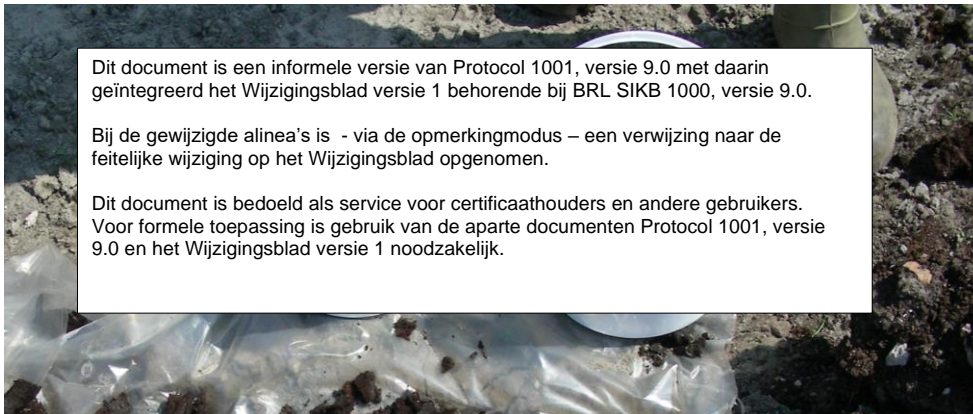 Dit document is een informele versie van Protocol 1001, versie 9.0 met daarin
geïntegreerd het Wijzigingsblad versie 1 behorende bij BRL SIKB 1000, versie 9.0.
Bij de gewijzigde alinea's is - via de opmerkingmodus – een verwijzing naar de
feitelijke wijziging op het Wijzigingsblad opgenomen.
Dit document is bedoeld als service voor certificaathouders en andere gebruikers.
Voor formele toepassing is gebruik van de aparte documenten Protocol 1001, versie
9.0 en het Wijzigingsblad versie 1 noodzakelijk.